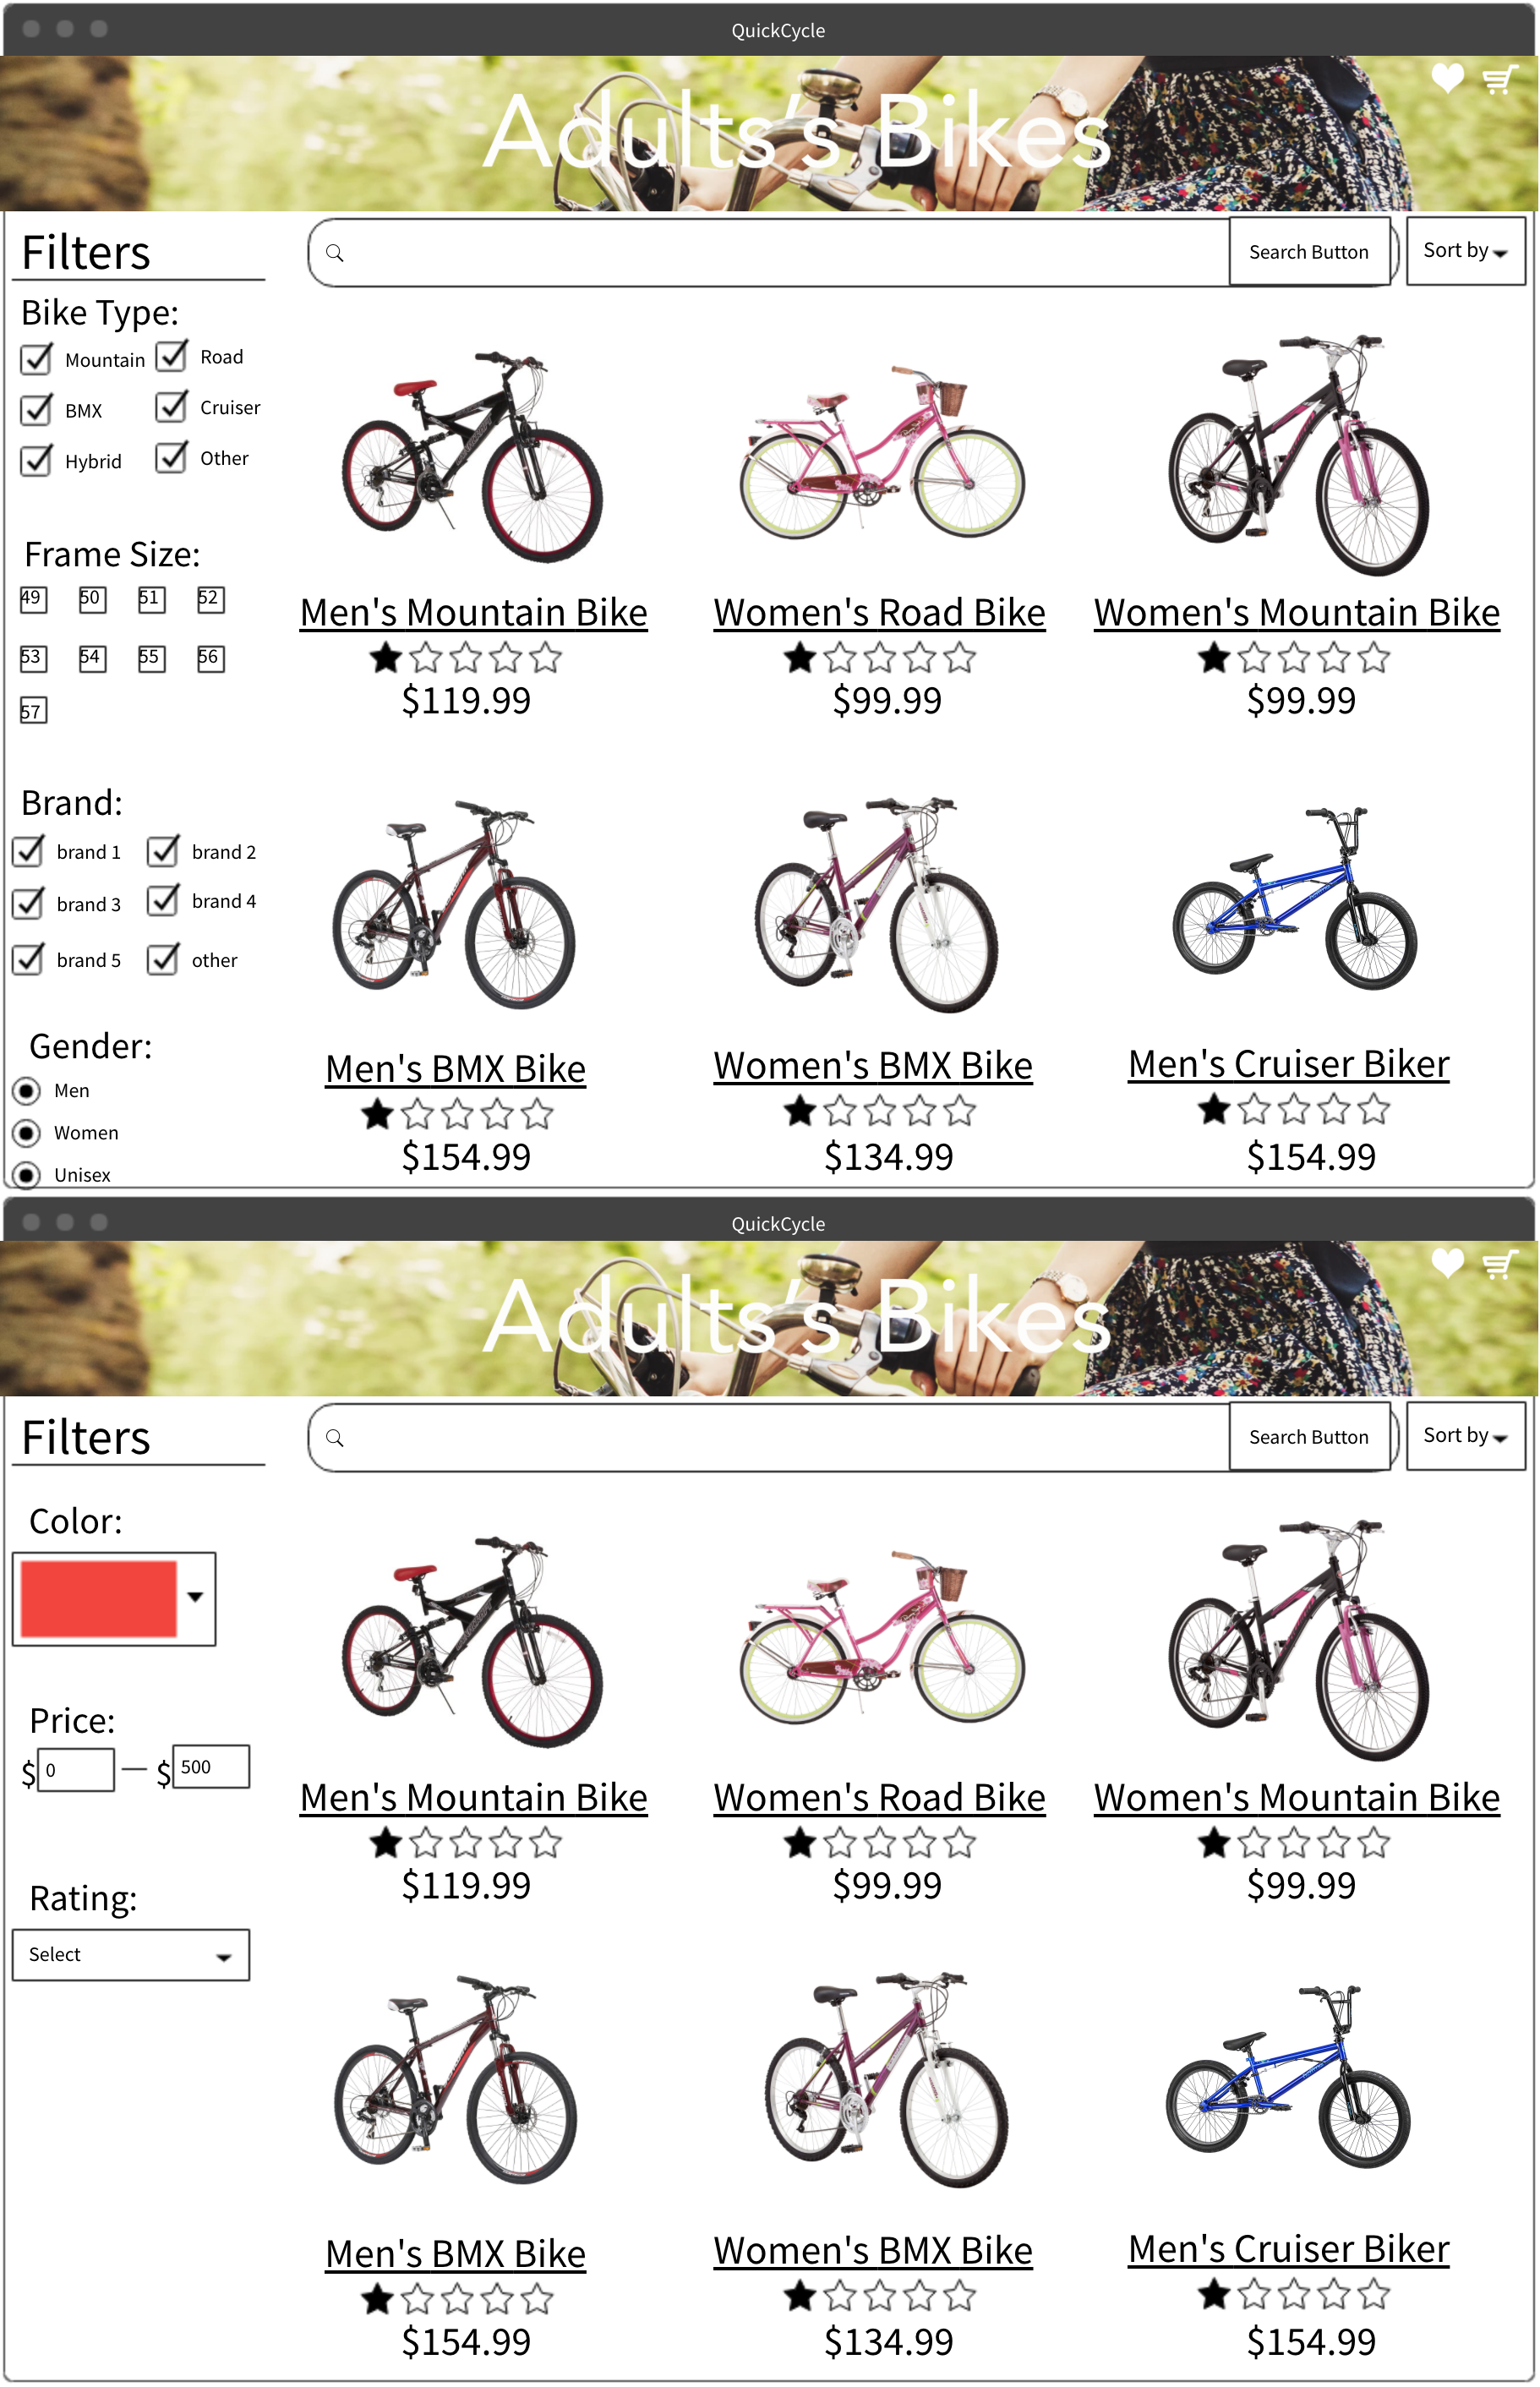 QuickCycle
Adults's Bikes
Filters
Search Button
Sort by
Bike Type:
Mountain
Road
BMX
Cruiser
Hybrid
Other
Frame Size:
49 50 51 52
53 54 55 56
57
Men's Mountain Bike
Women's Road Bike
Women's Mountain Bike
$119.99
$99.99
$99.99
Brand:
brand 1
brand 2
brand 3
brand 4
brand 5
other
Gender:
Men
Women
Unisex
Men's BMX Bike
Women's BMX Bike
Men's Cruiser Biker
$154.99
$134.99
$154.99
QuickCycle
Adults's Bikes
Filters
Search Button
Sort by
Color:
Price:
$ 0 — $ 500
Rating:
Select
Men's Mountain Bike
Women's Road Bike
Women's Mountain Bike
$119.99
$99.99
$99.99
Men's BMX Bike
Women's BMX Bike
Men's Cruiser Biker
$154.99
$134.99
$154.99